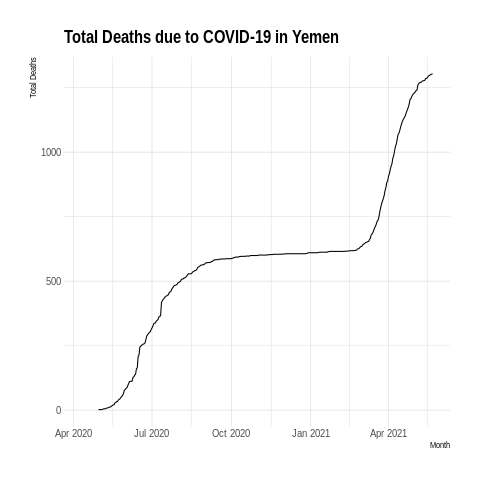 Total Deaths due to COVID-19 in Yemen
Total Deaths
1000
500
0
Apr 2020 Jul 2020 Oct 2020 Jan 2021 Apr 2021
Month